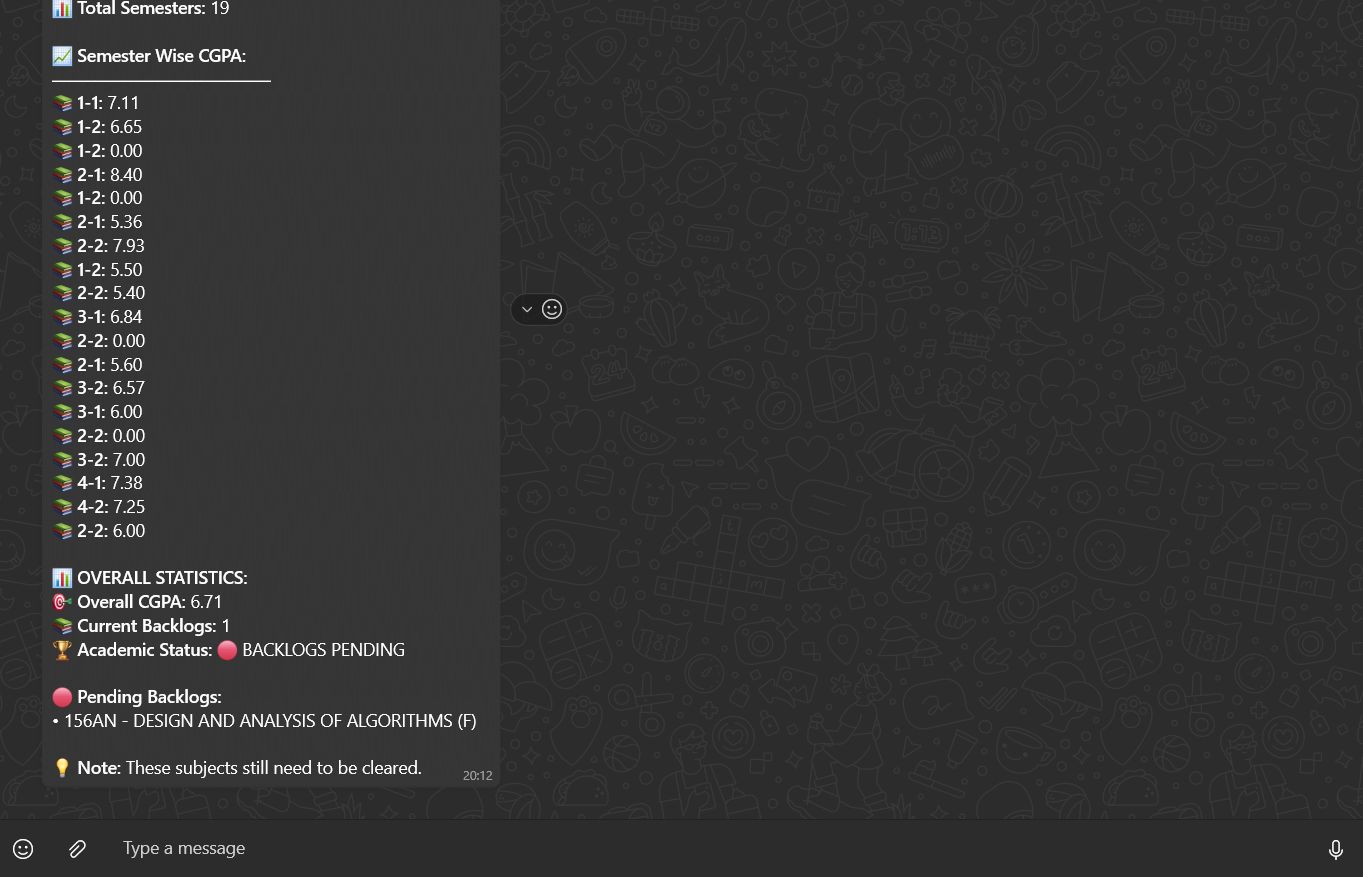 📊 Total Semesters: 19
📈 Semester Wise CGPA:
📚 1-1: 7.11
📚 1-2: 6.65
📚 1-2: 0.00
📚 2-1: 8.40
📚 1-2: 0.00
📚 2-1: 5.36
📚 2-2: 7.93
📚 1-2: 5.50
📚 2-2: 5.40
📚 3-1: 6.84
📚 2-2: 0.00
📚 2-1: 5.60
📚 3-2: 6.57
📚 3-1: 6.00
📚 2-2: 0.00
📚 3-2: 7.00
📚 4-1: 7.38
📚 4-2: 7.25
📚 2-2: 6.00
📊 OVERALL STATISTICS:
🎯 Overall CGPA: 6.71
📚 Current Backlogs: 1
🏆 Academic Status: 🔴 BACKLOGS PENDING
🔴 Pending Backlogs:
• 156AN - DESIGN AND ANALYSIS OF ALGORITHMS (F)
💡 Note: These subjects still need to be cleared.
20:12
Type a message